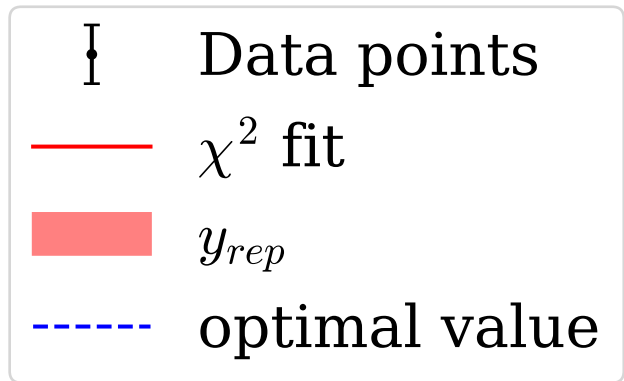 Data points
χ² fit
y_rep
optimal value